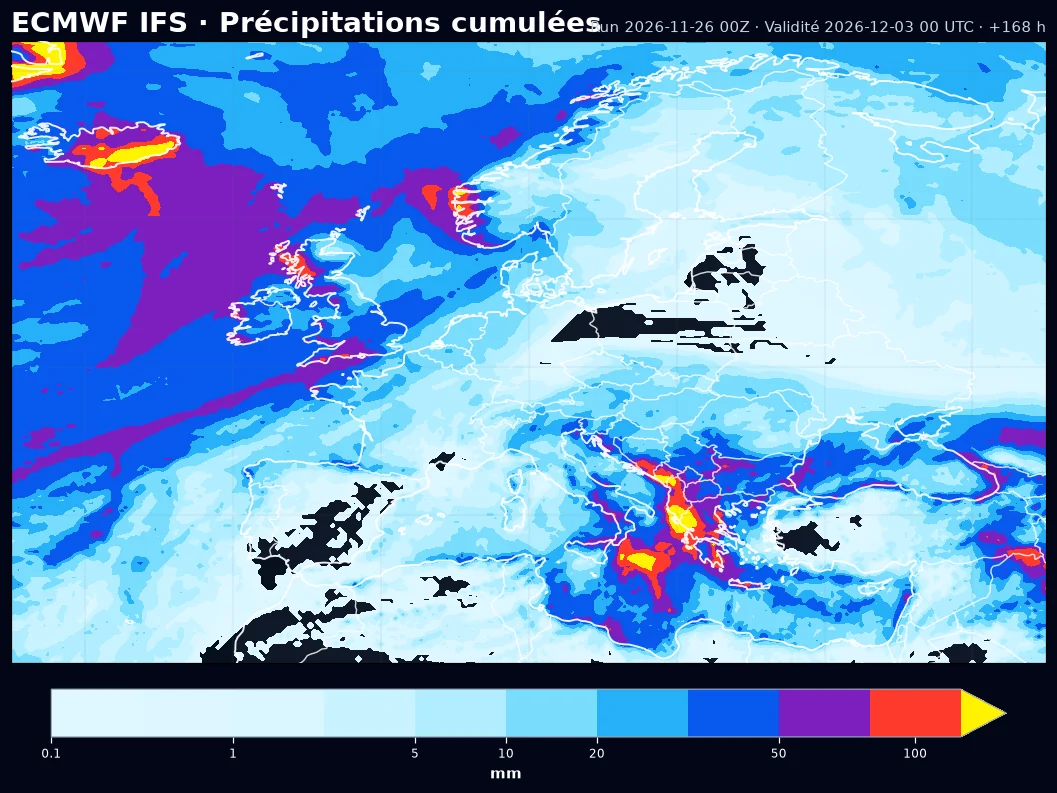 ECMWF IFS · Précipitations cumulées
Run 2026-11-26 00Z · Validité 2026-12-03 00 UTC · +168 h
0.1 1 5 10 20 50 100
mm